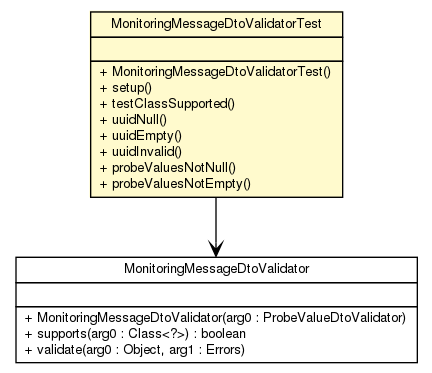 MonitoringMessageDtoValidatorTest
+ MonitoringMessageDtoValidatorTest()
+ setup()
+ testClassSupported()
+ uuidNull()
+ uuidEmpty()
+ uuidInvalid()
+ probeValuesNotNull()
+ probeValuesNotEmpty()
MonitoringMessageDtoValidator
+ MonitoringMessageDtoValidator(arg0 : ProbeValueDtoValidator)
+ supports(arg0 : Class<?>) : boolean
+ validate(arg0 : Object, arg1 : Errors)